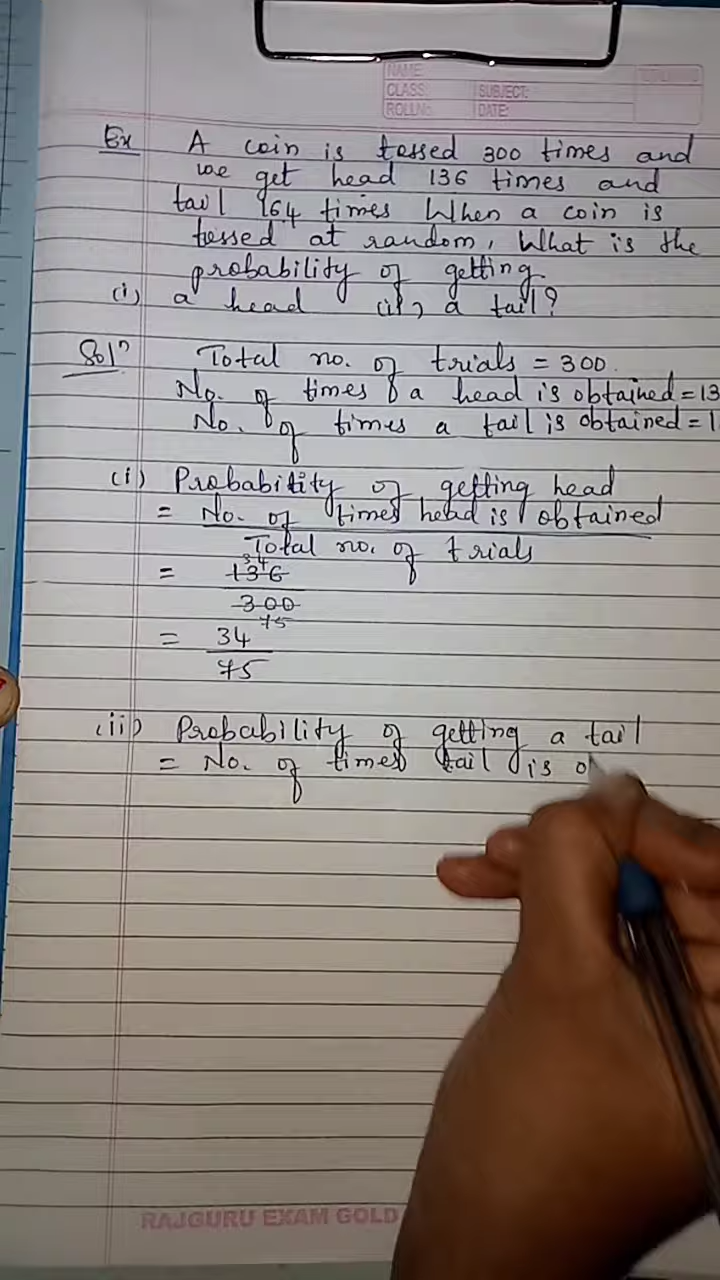 NAME:
CLASS: SUBJECT:
ROLLNo. DATE:
Ex A coin is tossed 300 times and
we get head 136 times and
tail 164 times When a coin is
tossed at random, What is the
probability of getting
(i) a head (ii) a tail?
Solⁿ Total no. of trials = 300.
No. of times a head is obtained = 13
No. of times a tail is obtained = 1
(i) Probability of getting head
= No. of times head is obtained
Total no. of trials
34
= 136
300
75
= 34
75
(ii) Probability of getting a tail
= No. of times tail is o
RAJGURU EXAM GOLD